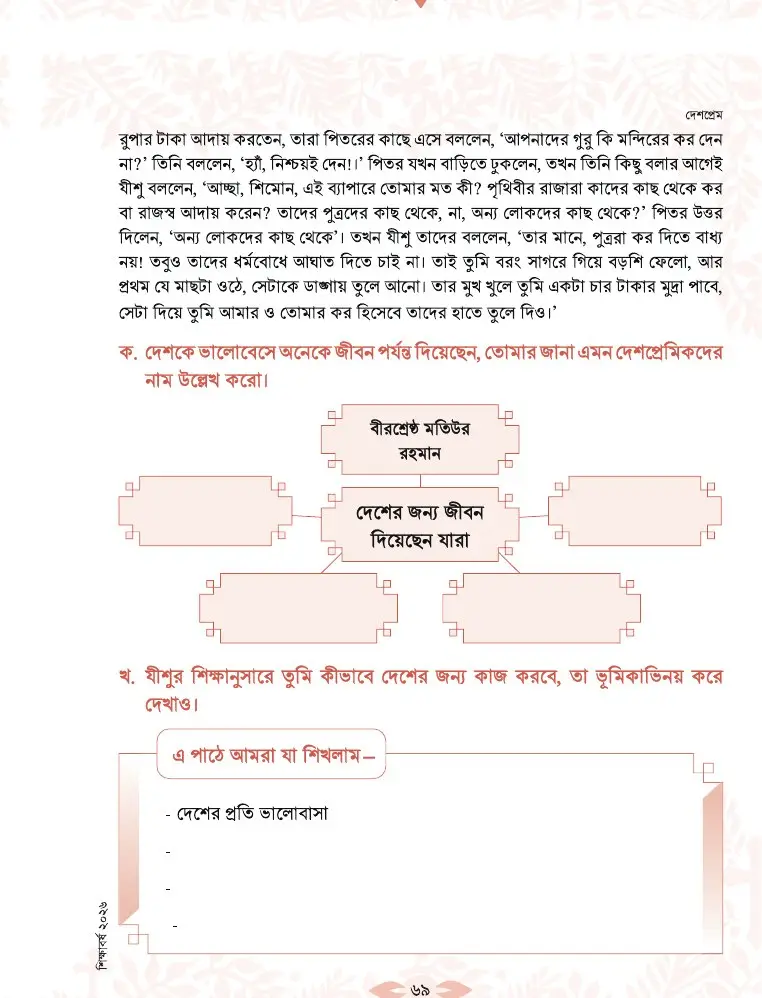 দেশপ্রেম
রুপার টাকা আদায় করতেন, তারা পিতরের কাছে এসে বললেন, ‘আপনাদের গুরু কি মন্দিরের কর দেন
না?’ তিনি বললেন, ‘হ্যাঁ, নিশ্চয়ই দেন!।’ পিতর যখন বাড়িতে ঢুকলেন, তখন তিনি কিছু বলার আগেই
যীশু বললেন, ‘আচ্ছা, শিমোন, এই ব্যাপারে তোমার মত কী? পৃথিবীর রাজারা কাদের কাছ থেকে কর
বা রাজস্ব আদায় করেন? তাদের পুত্রদের কাছ থেকে, না, অন্য লোকদের কাছ থেকে?’ পিতর উত্তর
দিলেন, ‘অন্য লোকদের কাছ থেকে’। তখন যীশু তাদের বললেন, ‘তার মানে, পুত্ররা কর দিতে বাধ্য
নয়! তবুও তাদের ধর্মবোধে আঘাত দিতে চাই না। তাই তুমি বরং সাগরে গিয়ে বড়শি ফেলো, আর
প্রথম যে মাছটা ওঠে, সেটাকে ডাঙ্গায় তুলে আনো। তার মুখ খুলে তুমি একটা চার টাকার মুদ্রা পাবে,
সেটা দিয়ে তুমি আমার ও তোমার কর হিসেবে তাদের হাতে তুলে দিও।’
ক. দেশকে ভালোবেসে অনেকে জীবন পর্যন্ত দিয়েছেন, তোমার জানা এমন দেশপ্রেমিকদের
নাম উল্লেখ করো।
বীরশ্রেষ্ঠ মতিউর
রহমান
দেশের জন্য জীবন
দিয়েছেন যারা
খ. যীশুর শিক্ষানুসারে তুমি কীভাবে দেশের জন্য কাজ করবে, তা ভূমিকাভিনয় করে
দেখাও।
এ পাঠে আমরা যা শিখলাম–
- দেশের প্রতি ভালোবাসা
-
-
-
শিক্ষাবর্ষ ২০২৬
৬৯